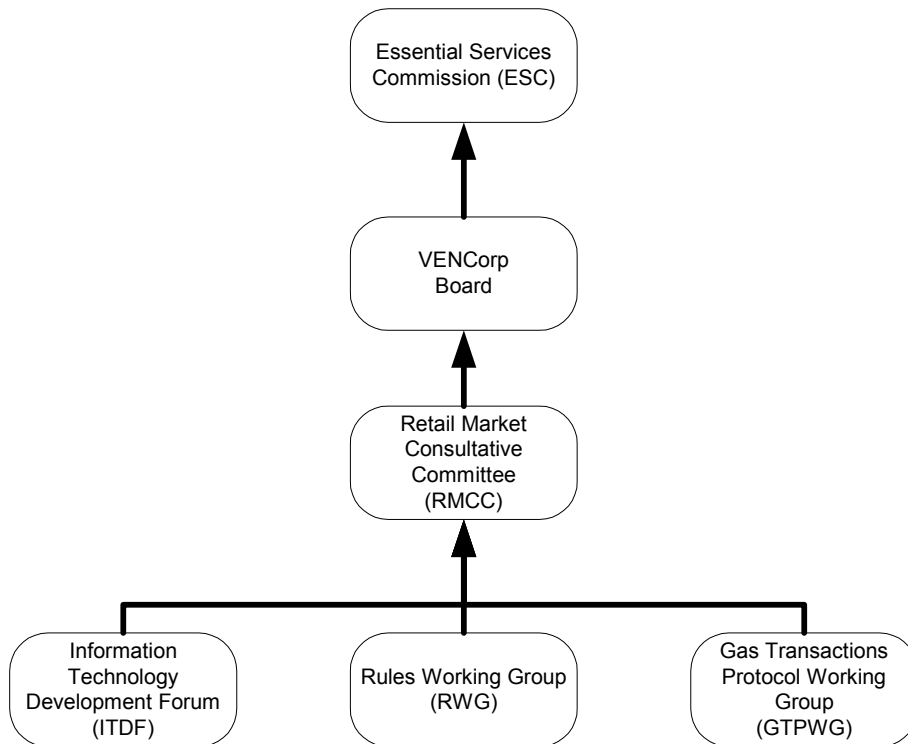 Essential Services
Commission (ESC)
VENCorp
Board
Retail Market
Consultative
Committee
(RMCC)
Information
Technology
Development Forum
(ITDF)
Rules Working Group
(RWG)
Gas Transactions
Protocol Working
Group
(GTPWG)